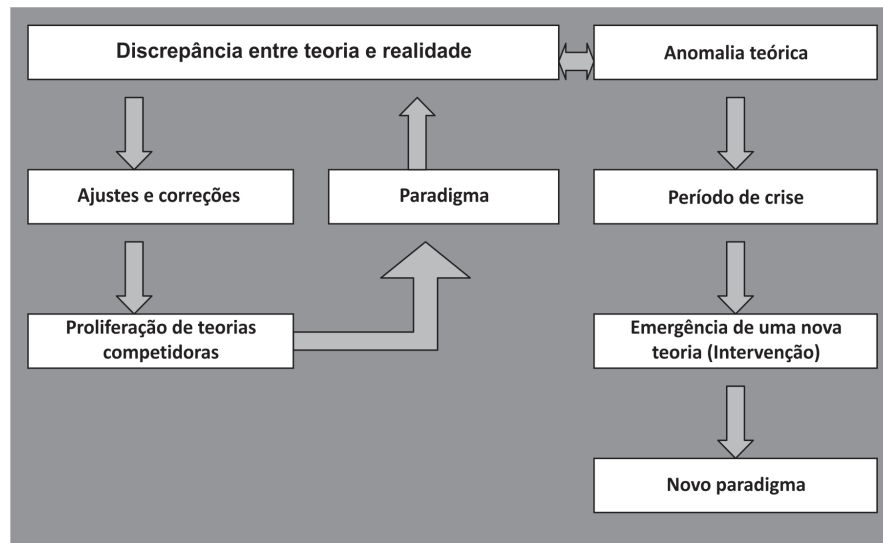 Discrepância entre teoria e realidade
Anomalia teórica
Ajustes e correções
Paradigma
Período de crise
Proliferação de teorias
competidoras
Emergência de uma nova
teoria (Intervenção)
Novo paradigma